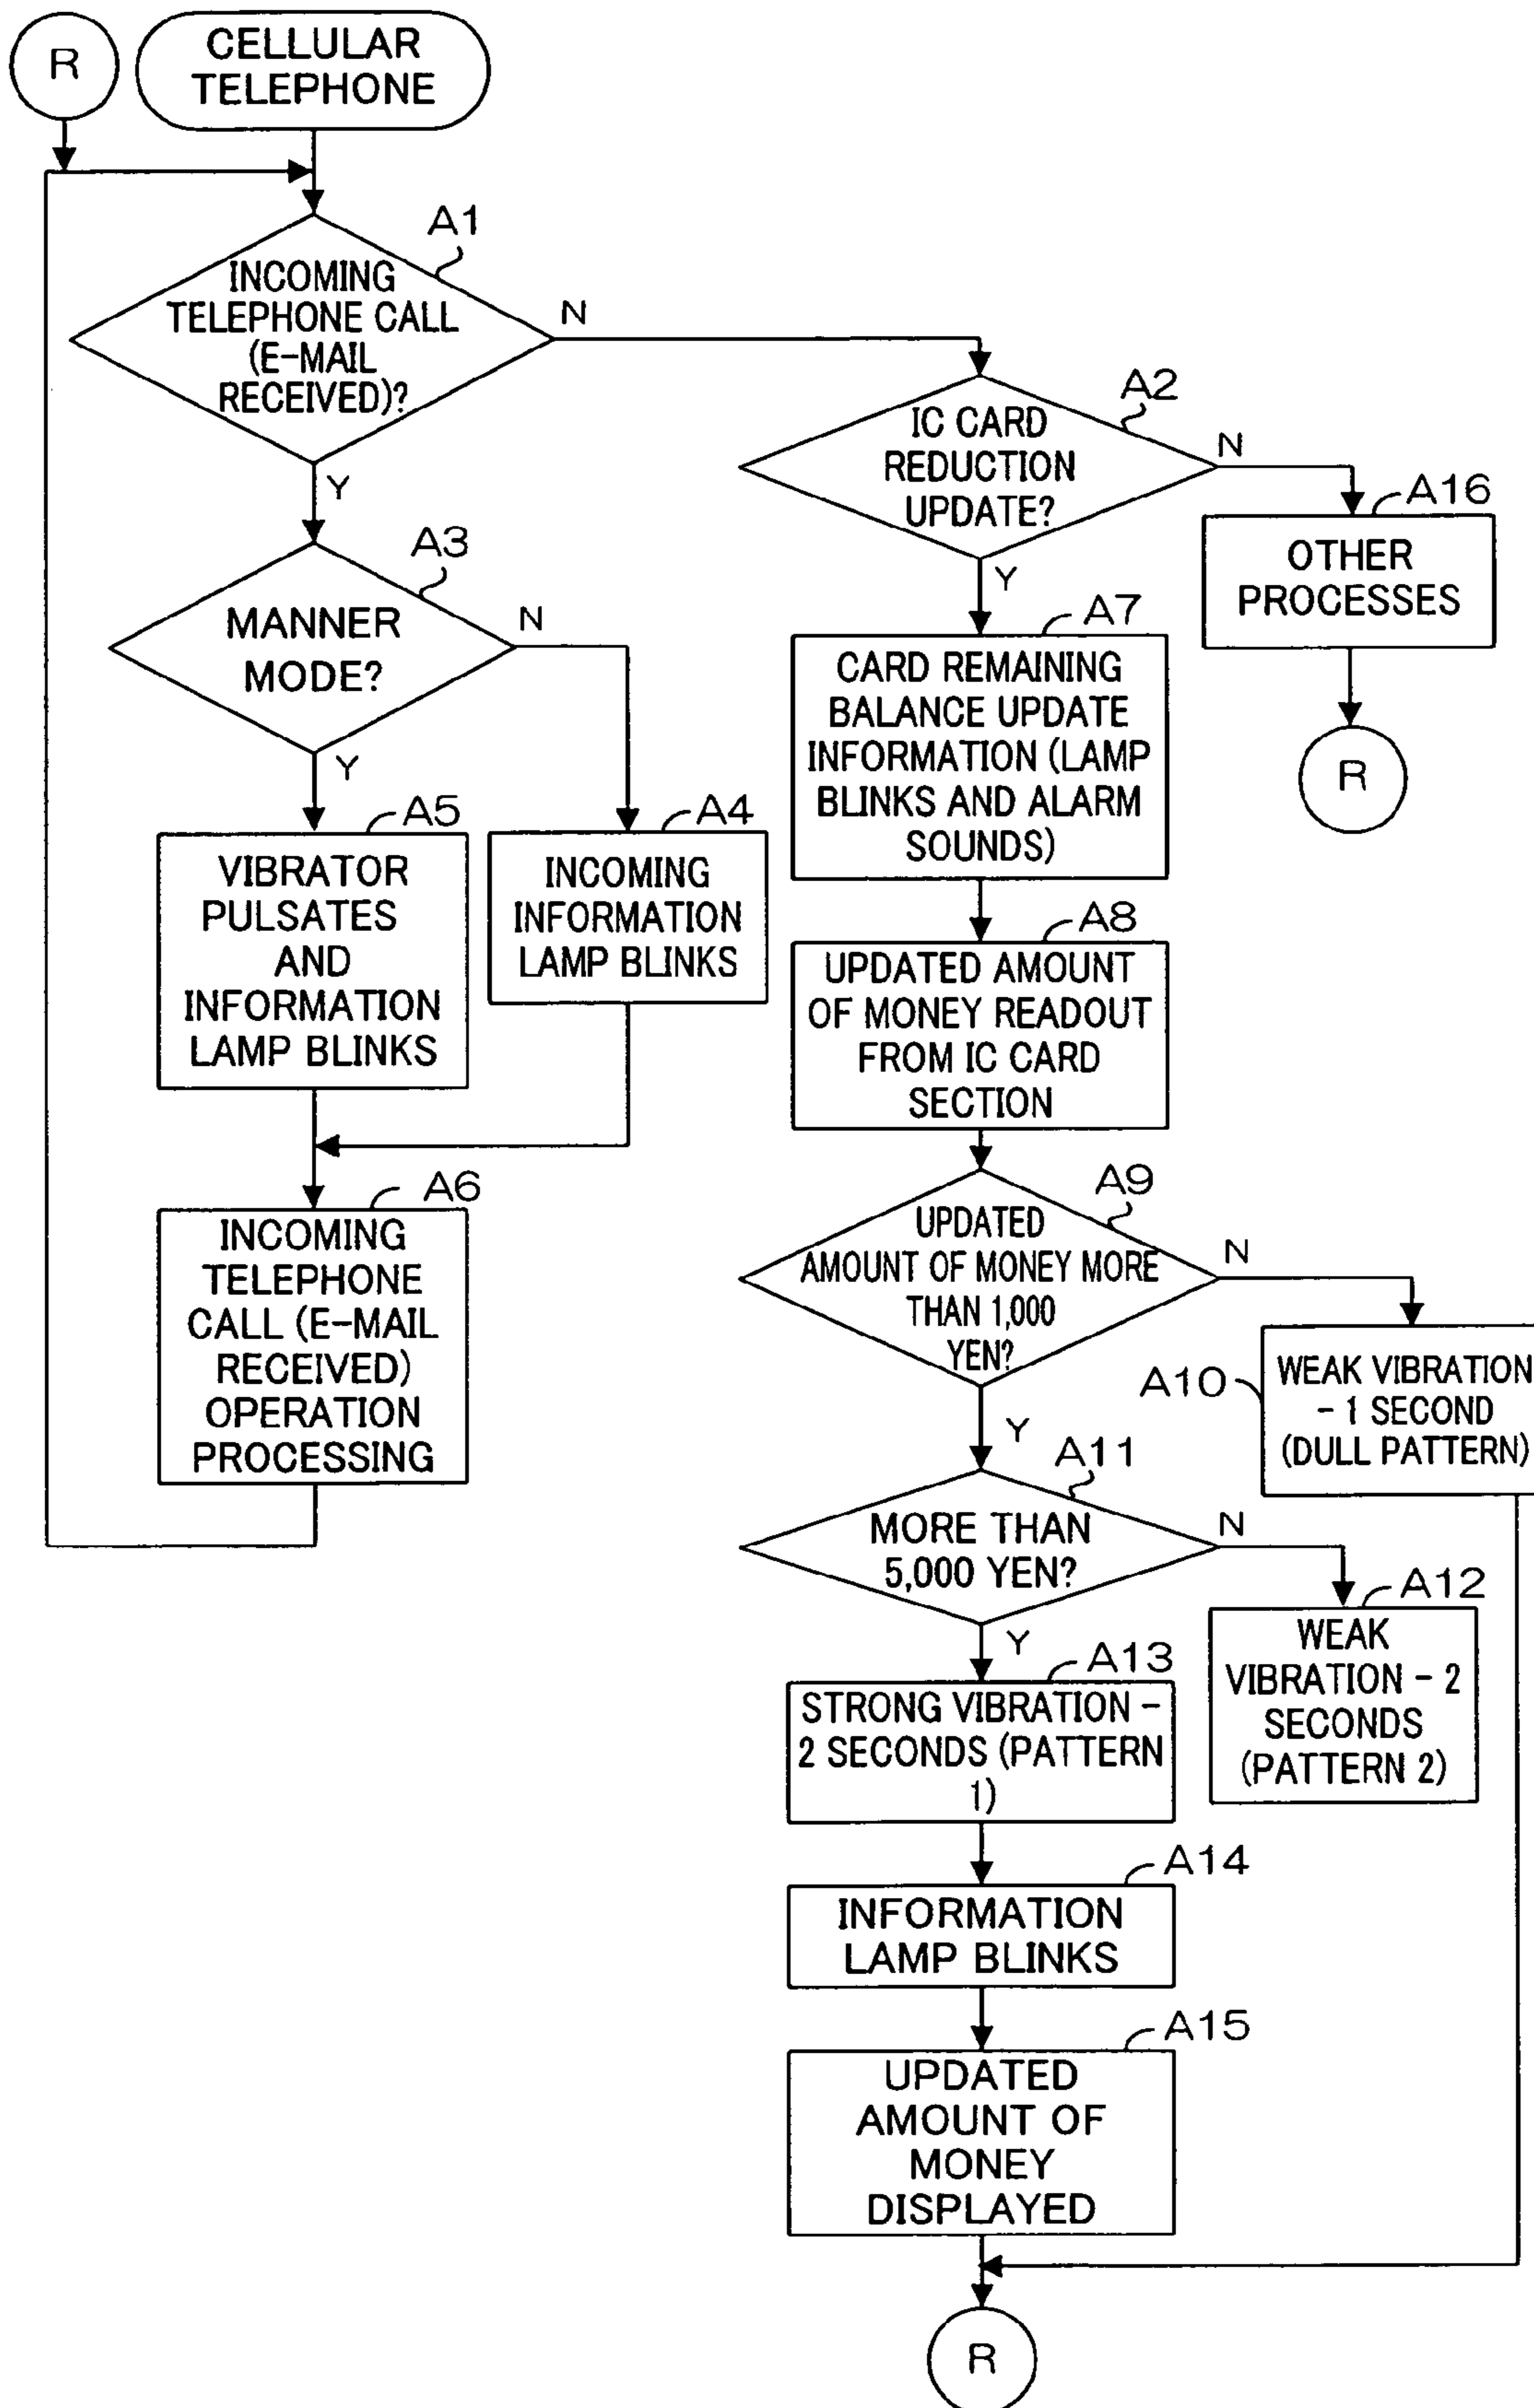 R
CELLULAR
TELEPHONE
A1
INCOMING
TELEPHONE CALL
(E-MAIL
RECEIVED)?
N
Y
A2
IC CARD
REDUCTION
UPDATE?
N
Y
A16
OTHER
PROCESSES
R
A3
MANNER
MODE?
N
Y
A5
VIBRATOR
PULSATES
AND
INFORMATION
LAMP BLINKS
A4
INCOMING
INFORMATION
LAMP BLINKS
A6
INCOMING
TELEPHONE
CALL (E-MAIL
RECEIVED)
OPERATION
PROCESSING
A7
CARD REMAINING
BALANCE UPDATE
INFORMATION (LAMP
BLINKS AND ALARM
SOUNDS)
A8
UPDATED AMOUNT
OF MONEY READOUT
FROM IC CARD
SECTION
A9
UPDATED
AMOUNT OF MONEY MORE
THAN 1,000
YEN?
N
Y
A10
WEAK VIBRATION
- 1 SECOND
(DULL PATTERN)
A11
MORE THAN
5,000 YEN?
N
Y
A12
WEAK
VIBRATION - 2
SECONDS
(PATTERN 2)
A13
STRONG VIBRATION -
2 SECONDS (PATTERN
1)
A14
INFORMATION
LAMP BLINKS
A15
UPDATED
AMOUNT OF
MONEY
DISPLAYED
R